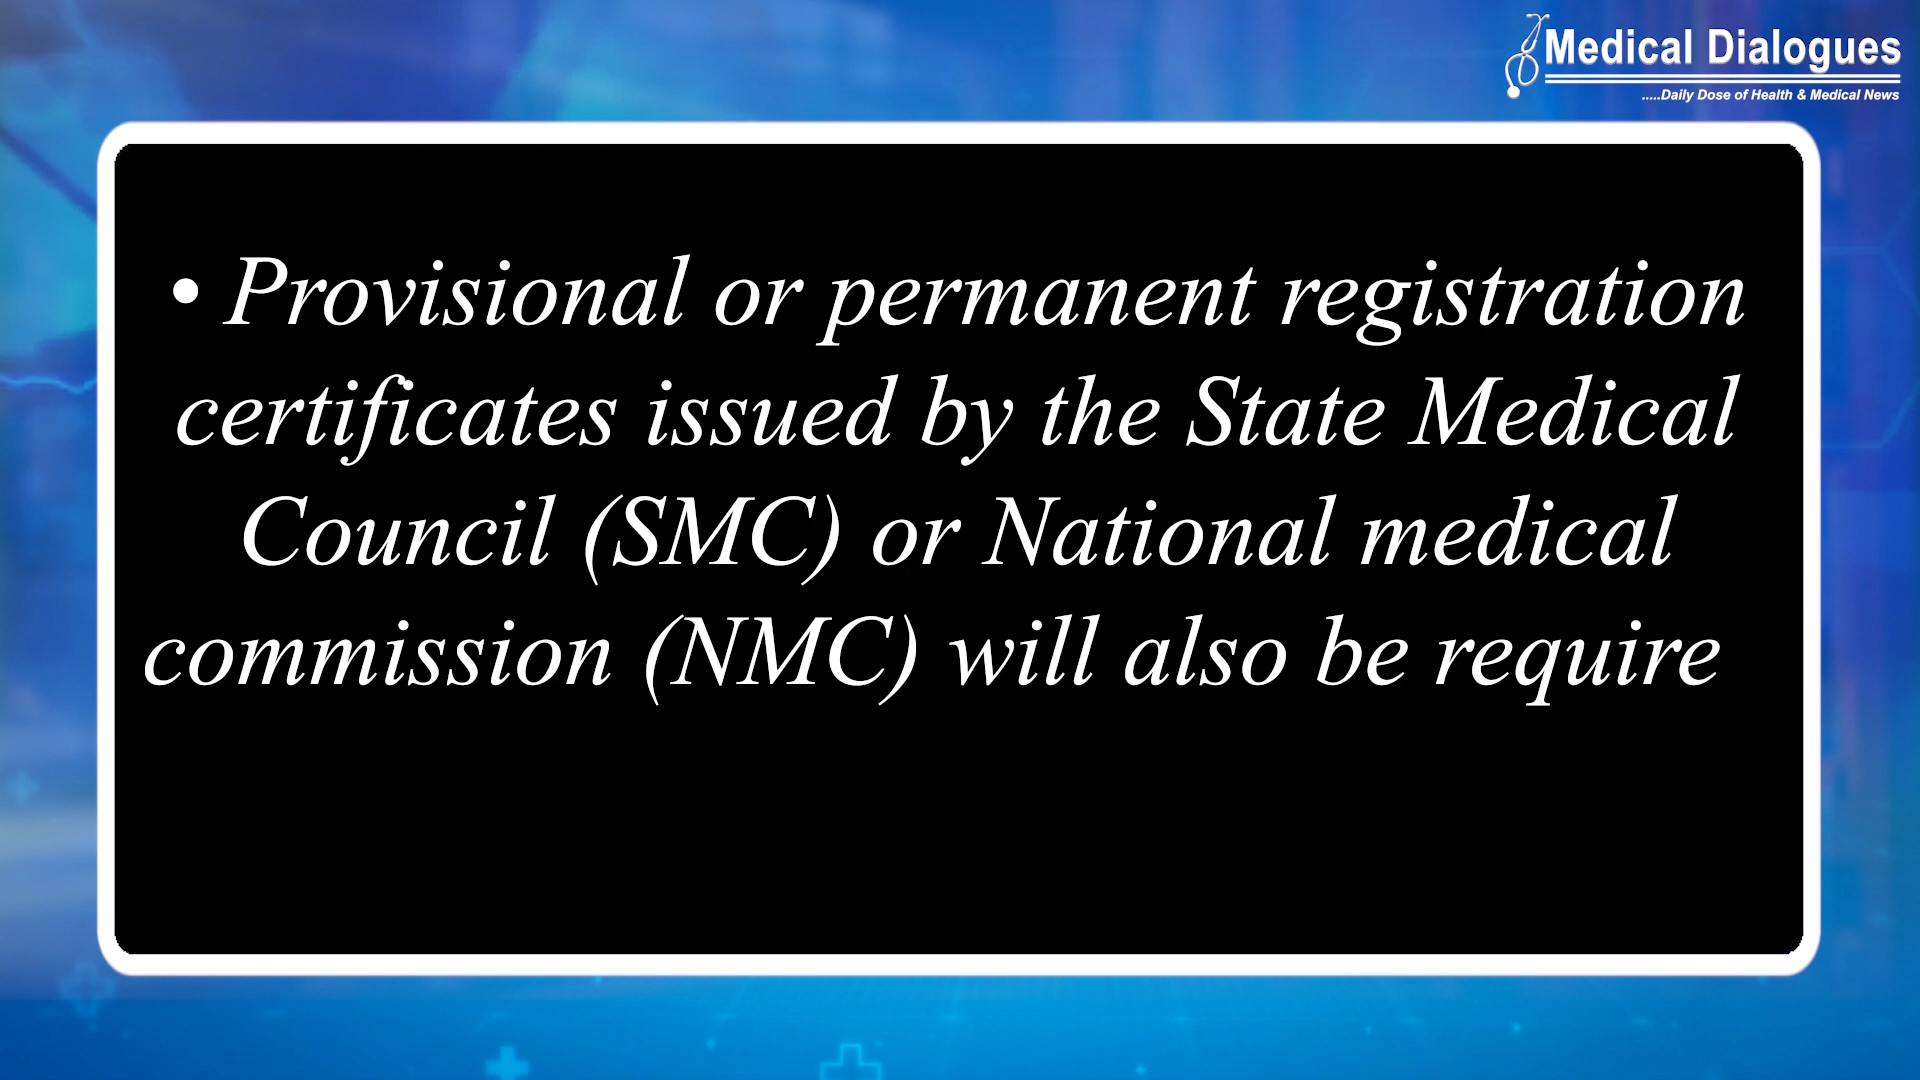 Medical Dialogues
.....Daily Dose of Health & Medical News
• Provisional or permanent registration
certificates issued by the State Medical
Council (SMC) or National medical
commission (NMC) will also be require